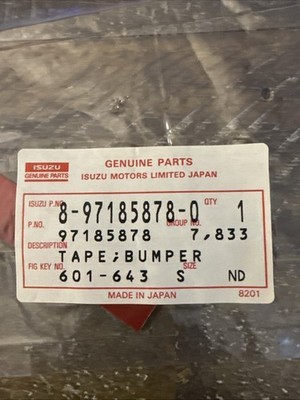 ISUZU
GENUINE PARTS
GENUINE PARTS
ISUZU MOTORS LIMITED JAPAN
ISUZU P.NO. 8-97185878-0 QTY 1
P.NO. 97185878 GROUP NO. 7,833
DESCRIPTION TAPE;BUMPER
FIG KEY NO. 601-643 SIZE S ND
MADE IN JAPAN 8201